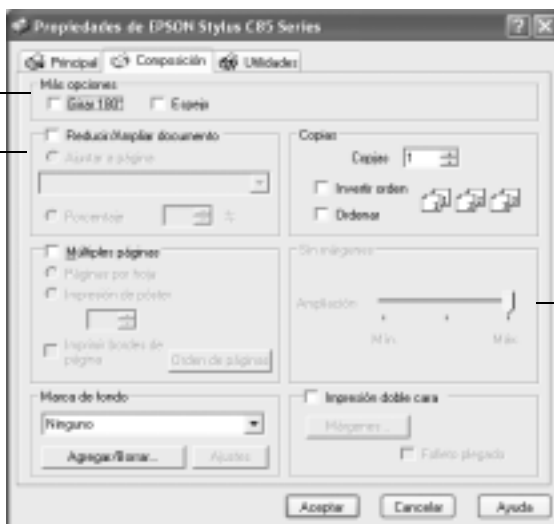 Propiedades de EPSON Stylus C85 Series
Principal Composición Utilidades
Más opciones
Girar 180° Espejo
Reducir/Ampliar documento
Ajustar a página
Porcentaje %
Copias
Copias 1
Invertir orden
Ordenar
Múltiples páginas
Páginas por hoja
Impresión de póster
Imprimir bordes de página
Orden de páginas
Sin márgenes
Ampliación
Mín. Máx.
Marca de fondo
Ninguno
Agregar/Borrar... Ajustes
Impresión doble cara
Márgenes...
Folleto plegado
Aceptar Cancelar Ayuda